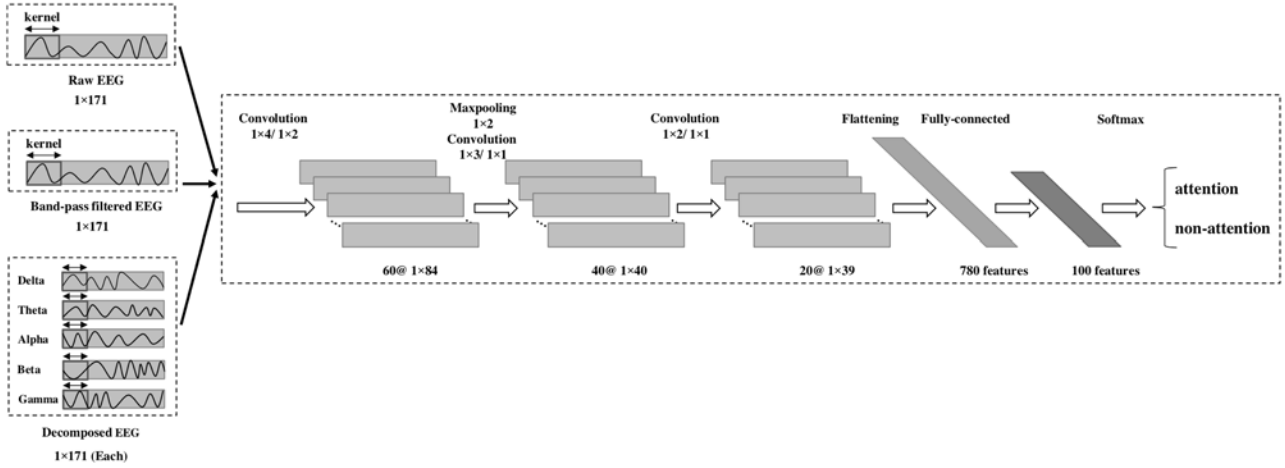 kernel
Raw EEG
1×171
kernel
Band-pass filtered EEG
1×171
Delta
Theta
Alpha
Beta
Gamma
Decomposed EEG
1×171 (Each)
Convolution
1×4/ 1×2
Maxpooling
1×2
Convolution
1×3/ 1×1
Convolution
1×2/ 1×1
Flattening
Fully-connected
Softmax
attention
non-attention
60@ 1×84
40@ 1×40
20@ 1×39
780 features
100 features